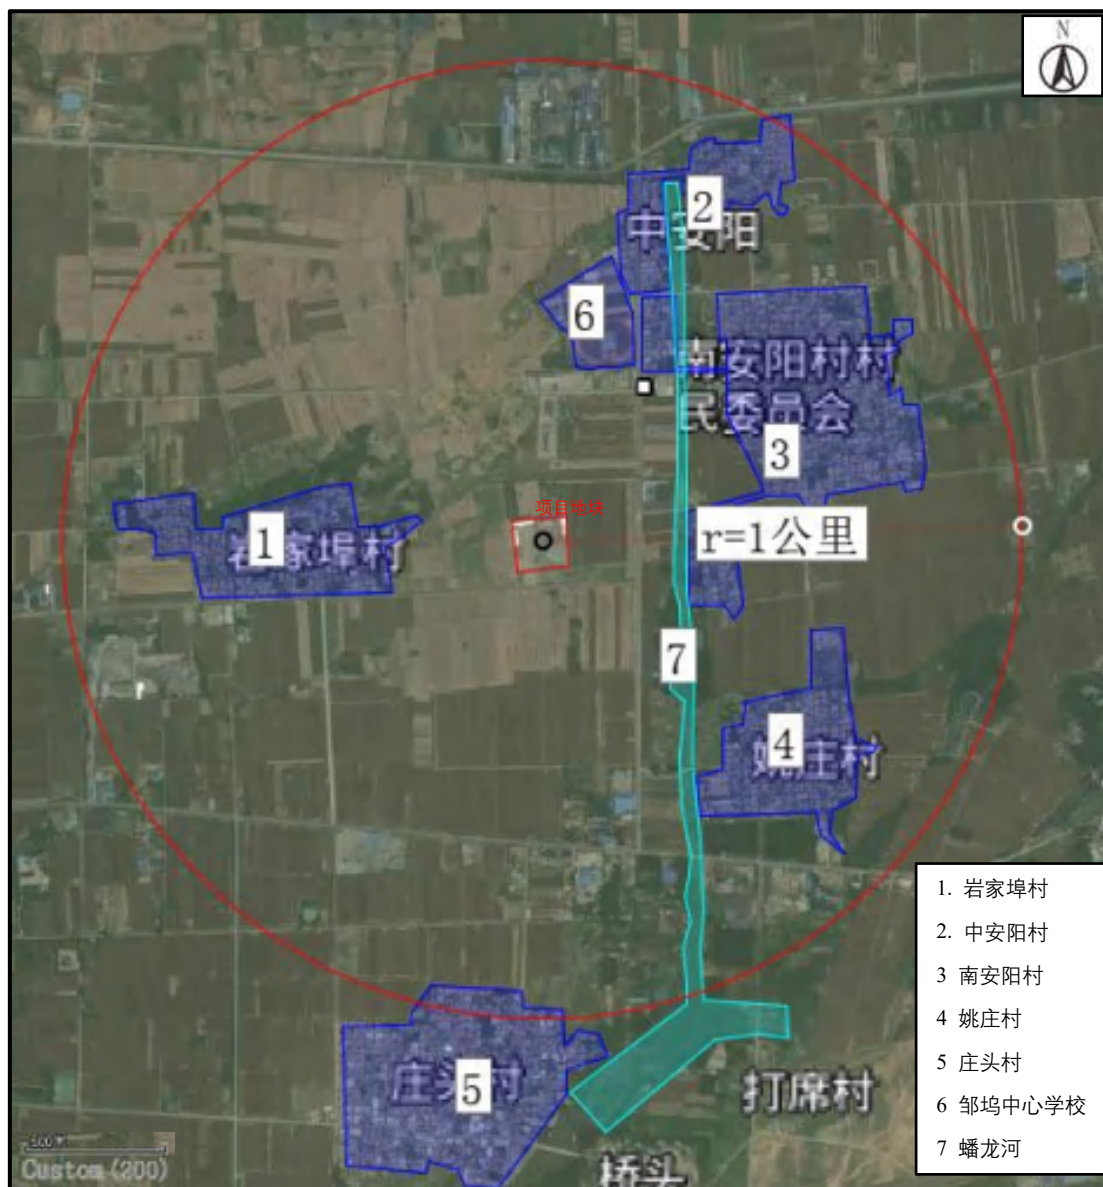 N
2
中安阳
6
南安阳村村
民委员会
3
项目地块
1
岩家埠村
r=1公里
7
4
姚庄村
5
庄头村
打席村
桥头
Custom (200)
1. 岩家埠村
2. 中安阳村
3 南安阳村
4 姚庄村
5 庄头村
6 邹坞中心学校
7 蟠龙河